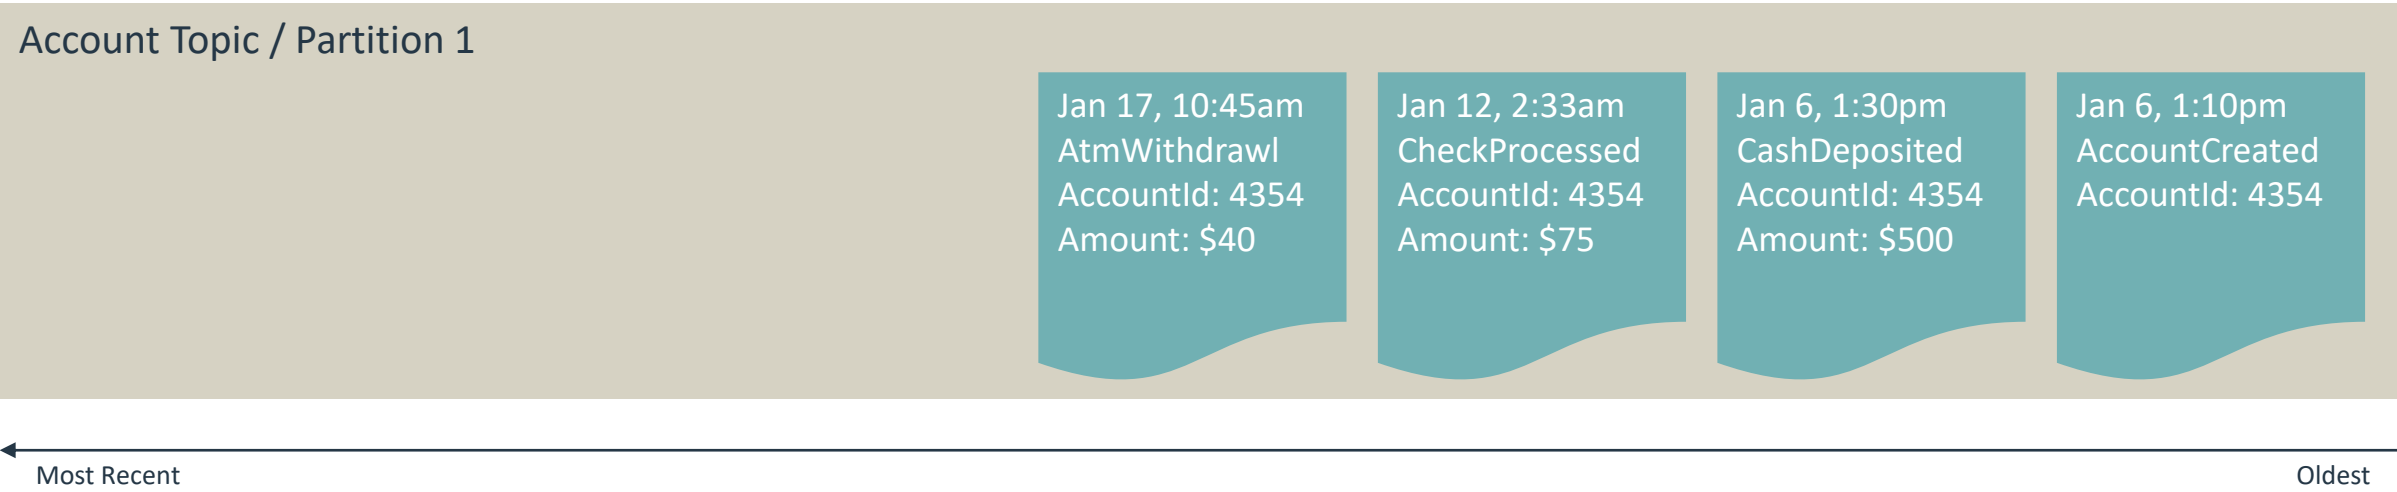 Account Topic / Partition 1
Jan 17, 10:45am
AtmWithdrawl
AccountId: 4354
Amount: $40
Jan 12, 2:33am
CheckProcessed
AccountId: 4354
Amount: $75
Jan 6, 1:30pm
CashDeposited
AccountId: 4354
Amount: $500
Jan 6, 1:10pm
AccountCreated
AccountId: 4354
Most Recent
Oldest